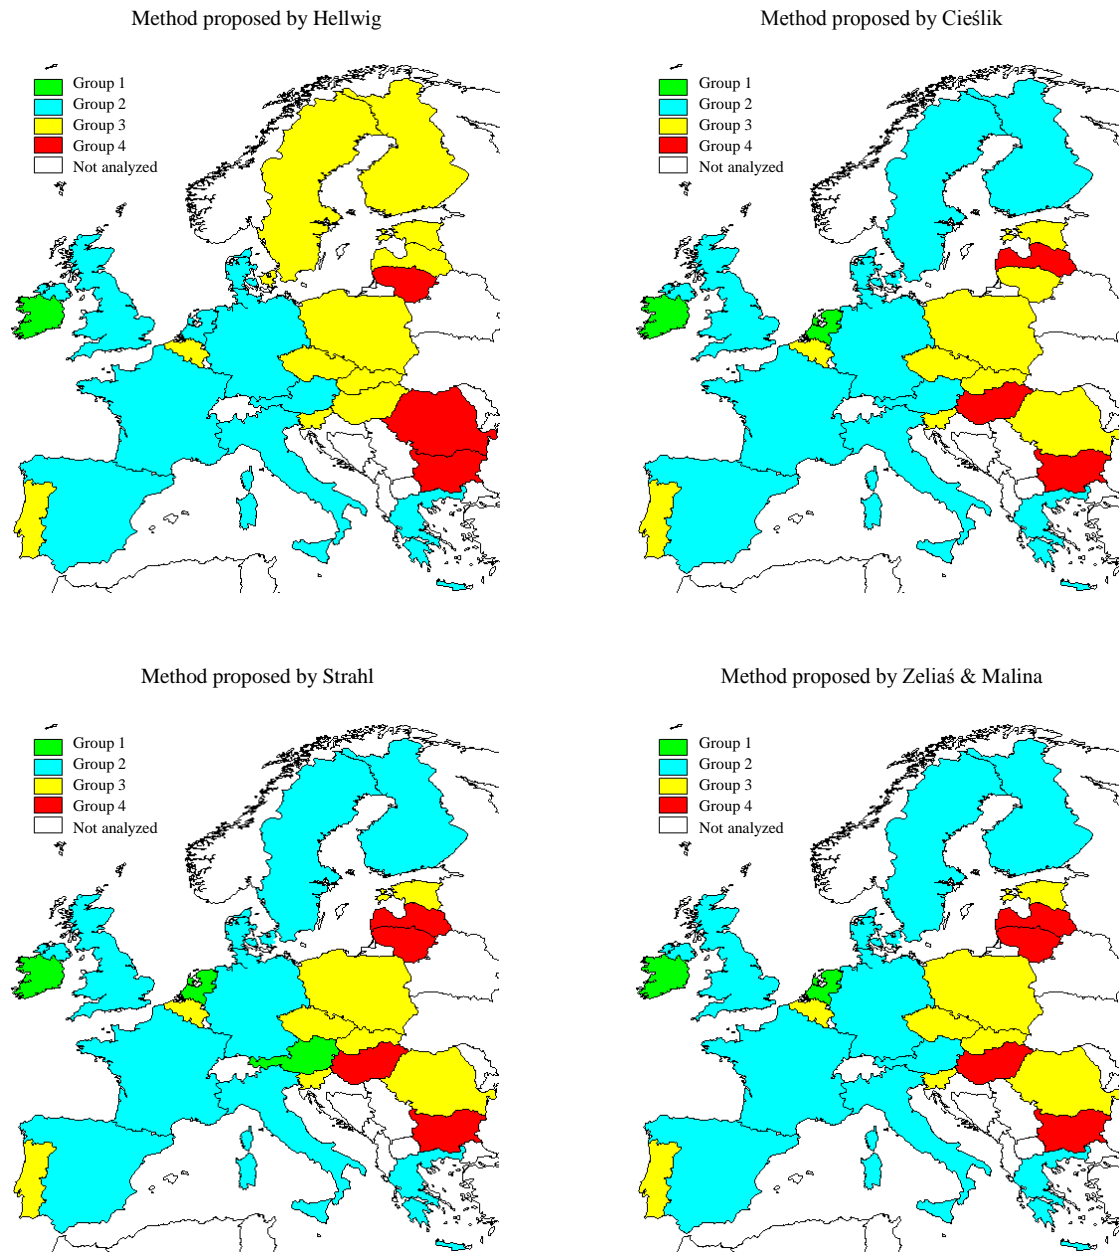 Method proposed by Hellwig
Group 1
Group 2
Group 3
Group 4
Not analyzed
Method proposed by Cieślik
Group 1
Group 2
Group 3
Group 4
Not analyzed
Method proposed by Strahl
Group 1
Group 2
Group 3
Group 4
Not analyzed
Method proposed by Zeliaś & Malina
Group 1
Group 2
Group 3
Group 4
Not analyzed